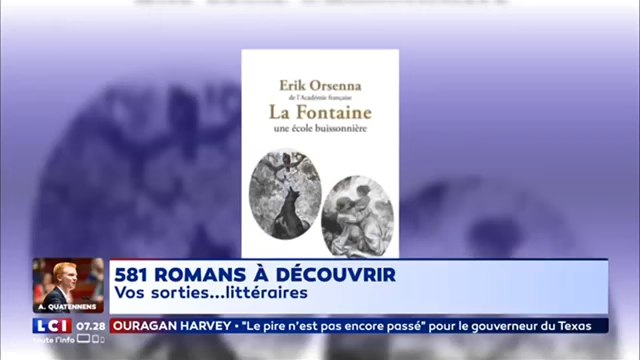 Erik Orsenna
de l'Académie française
La Fontaine
une école buissonnière
581 ROMANS À DÉCOUVRIR
Vos sorties...littéraires
A. QUATENNENS
LCI 07.28 OURAGAN HARVEY • "Le pire n'est pas encore passé" pour le gouverneur du Texas
toute l'info